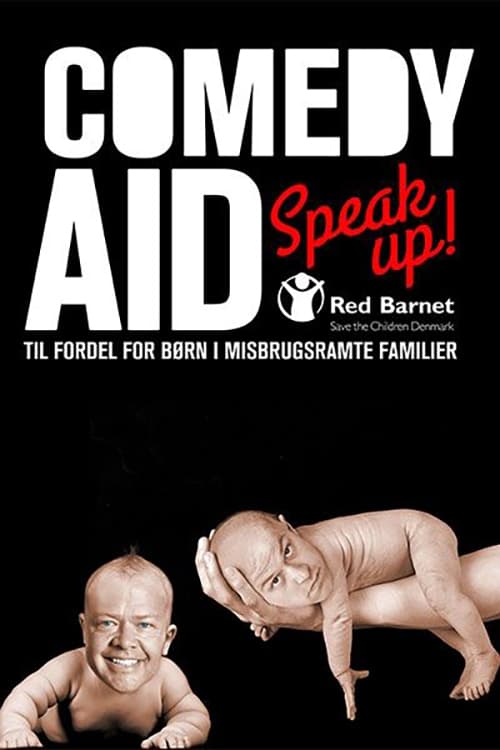 COMEDY
AID
Speak
up!
Red Barnet
Save the Children Denmark
TIL FORDEL FOR BØRN I MISBRUGSRAMTE FAMILIER